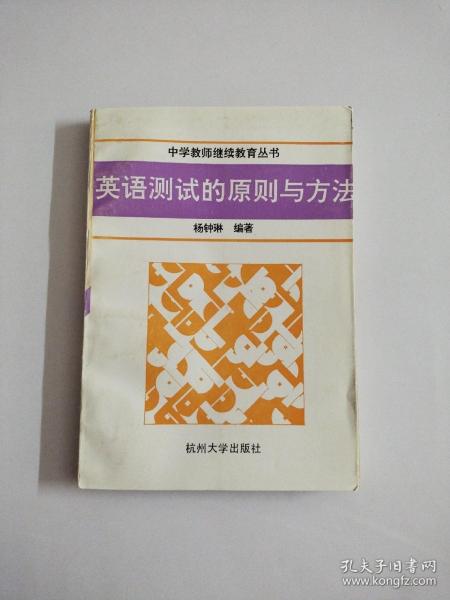 中学教师继续教育丛书
英语测试的原则与方法
杨钟琳 编著
杭州大学出版社
孔夫子旧书网
www.kongfz.com